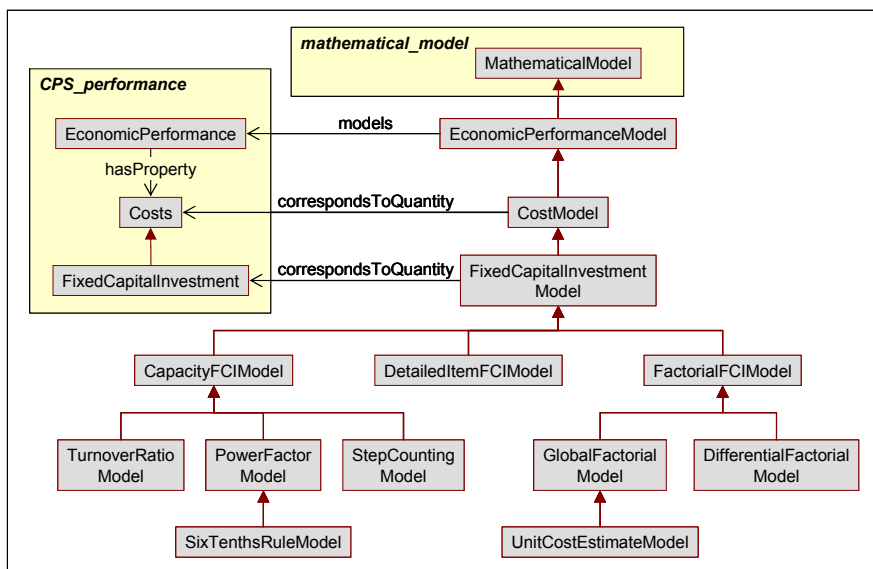 mathematical_model
MathematicalModel
CPS_performance
EconomicPerformance
models
EconomicPerformanceModel
hasProperty
Costs
correspondsToQuantity
CostModel
FixedCapitalInvestment
correspondsToQuantity
FixedCapitalInvestment
Model
CapacityFCIModel
DetailedItemFCIModel
FactorialFCIModel
TurnoverRatio
Model
PowerFactor
Model
StepCounting
Model
GlobalFactorial
Model
DifferentialFactorial
Model
SixTenthsRuleModel
UnitCostEstimateModel